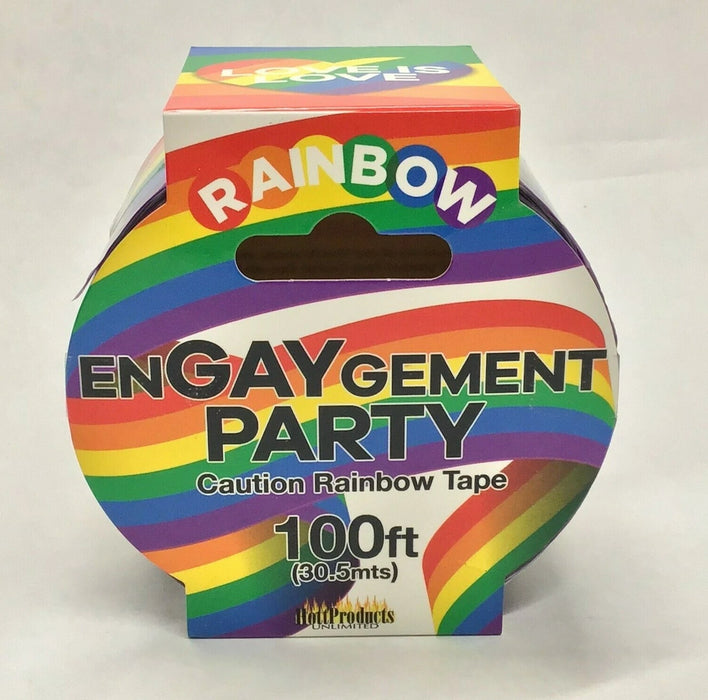 LOVE IS
LOVE
RAINBOW
ENGAYGEMENT
PARTY
Caution Rainbow Tape
100ft
(30.5mts)
HottProducts
UNLIMITED